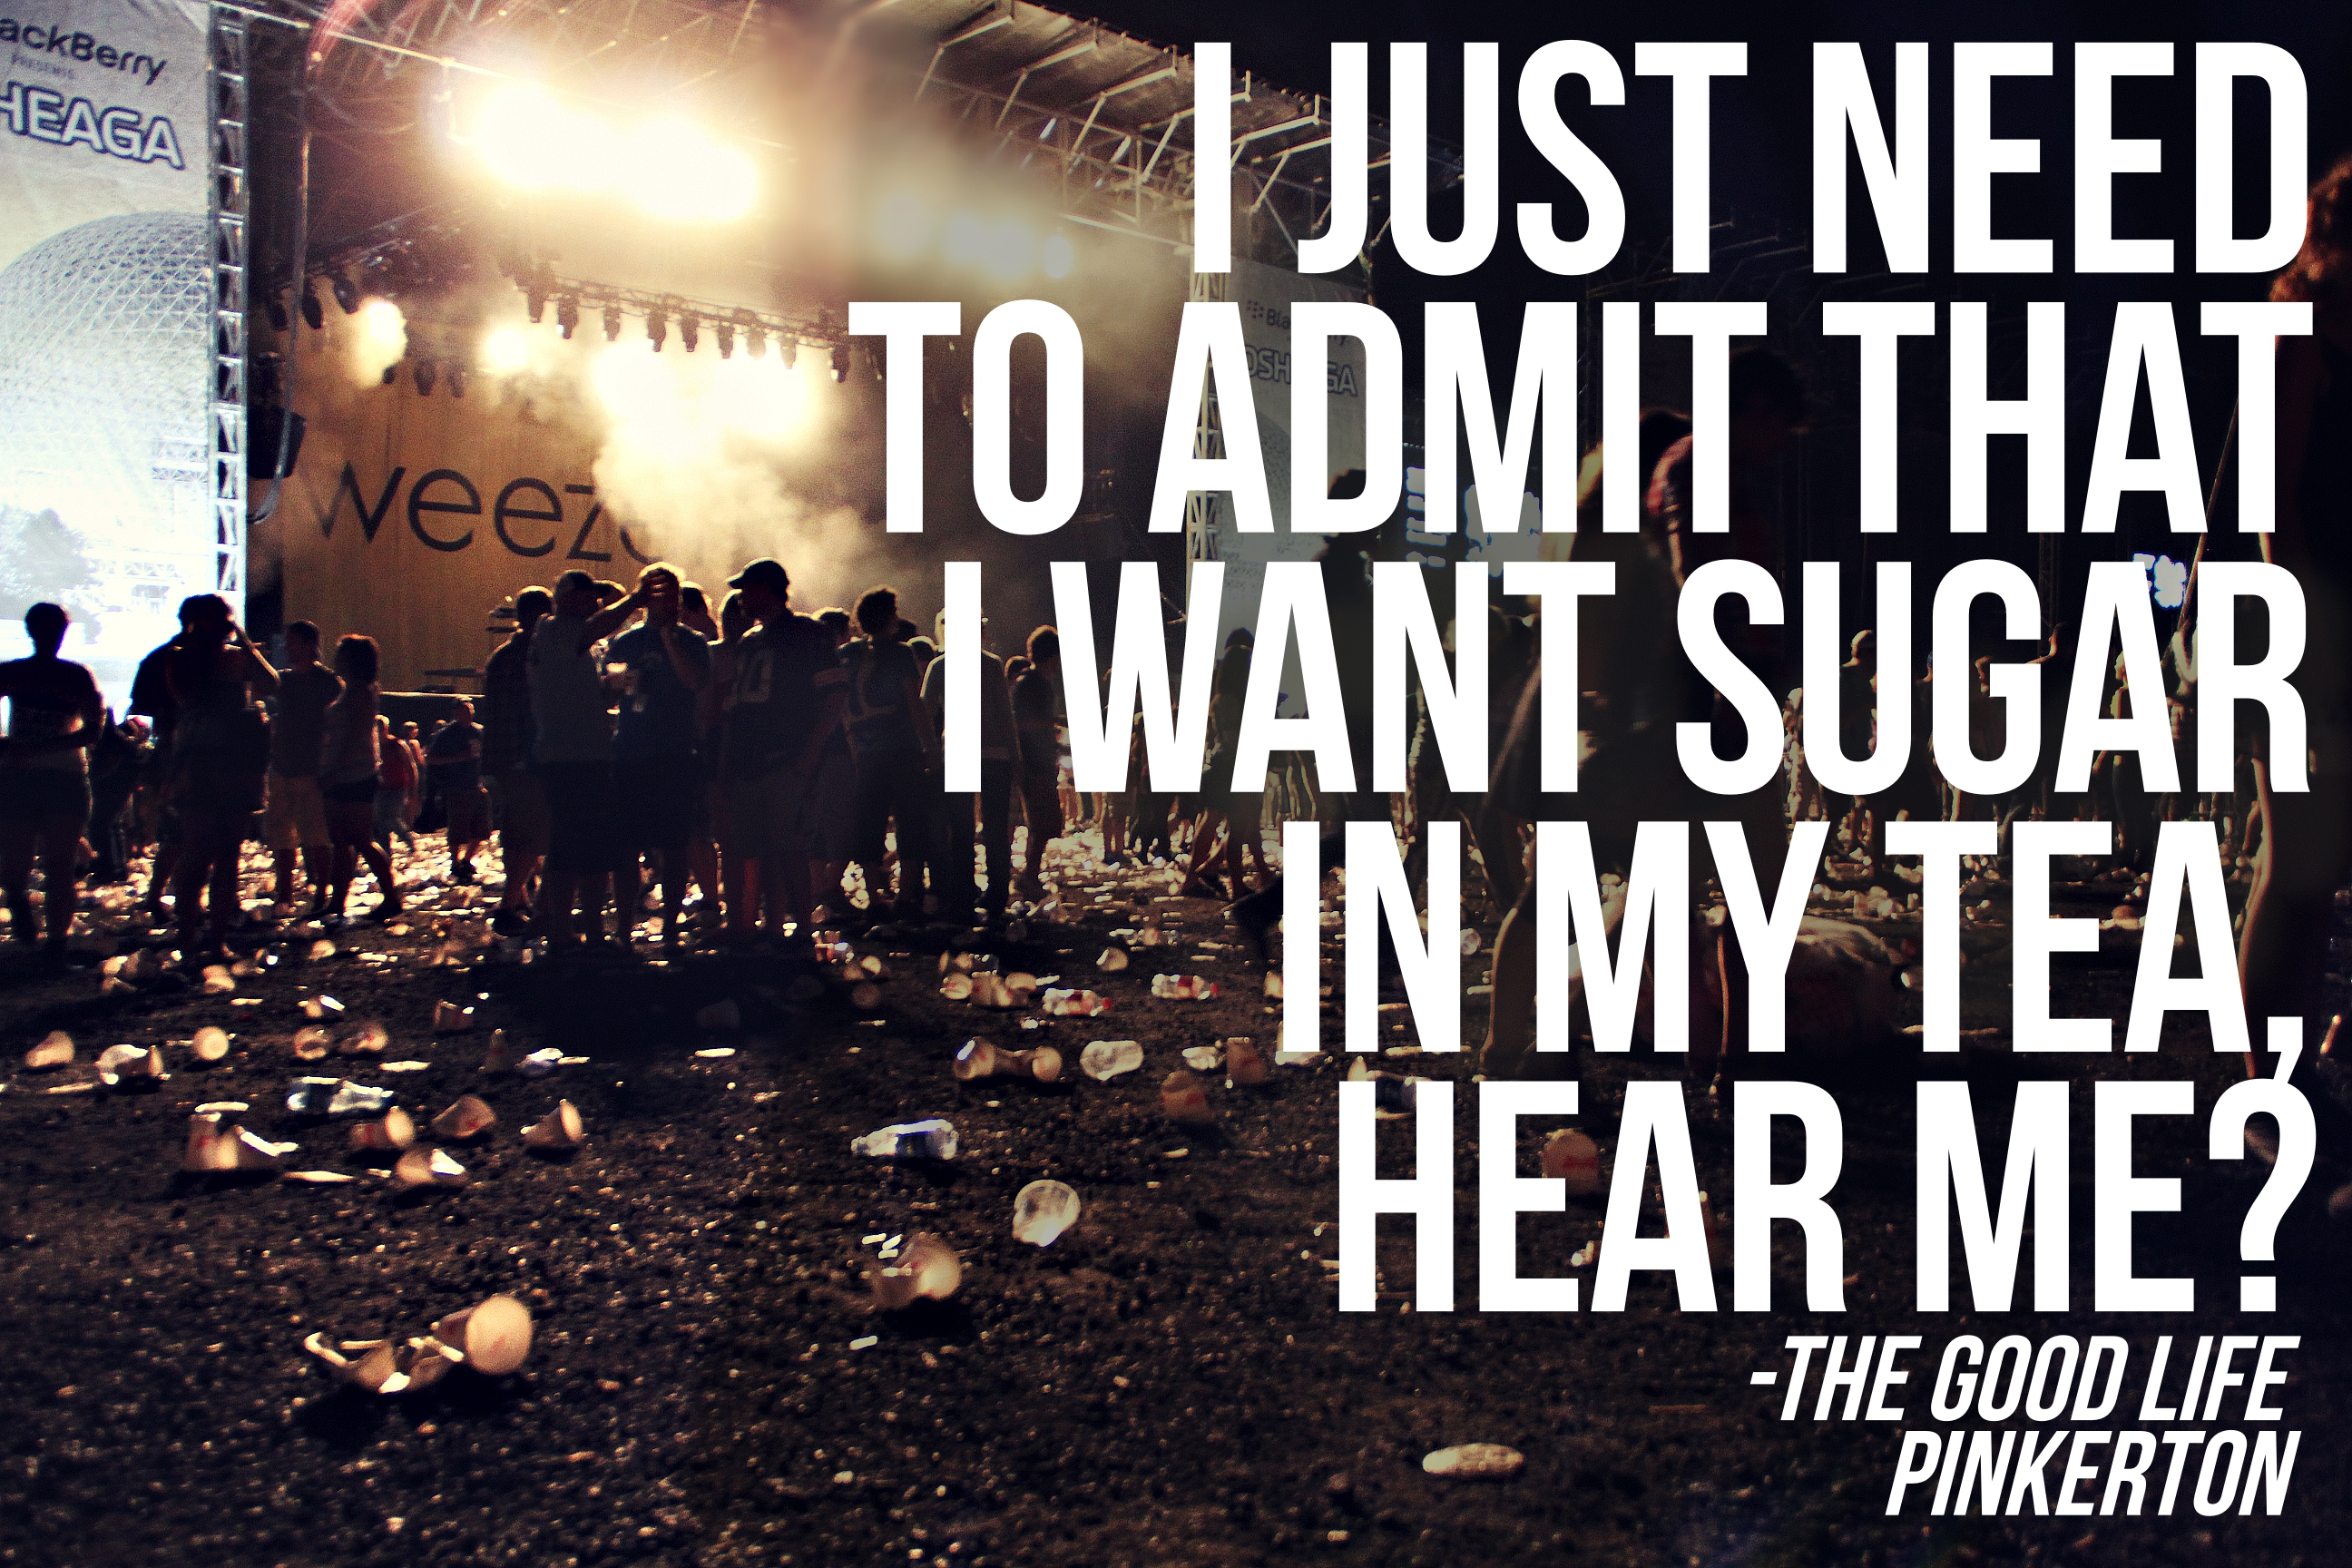 ackBerry
PRESENTS
HEAGA
weez
I JUST NEED
TO ADMIT THAT
I WANT SUGAR
IN MY TEA,
HEAR ME?
-THE GOOD LIFE
PINKERTON